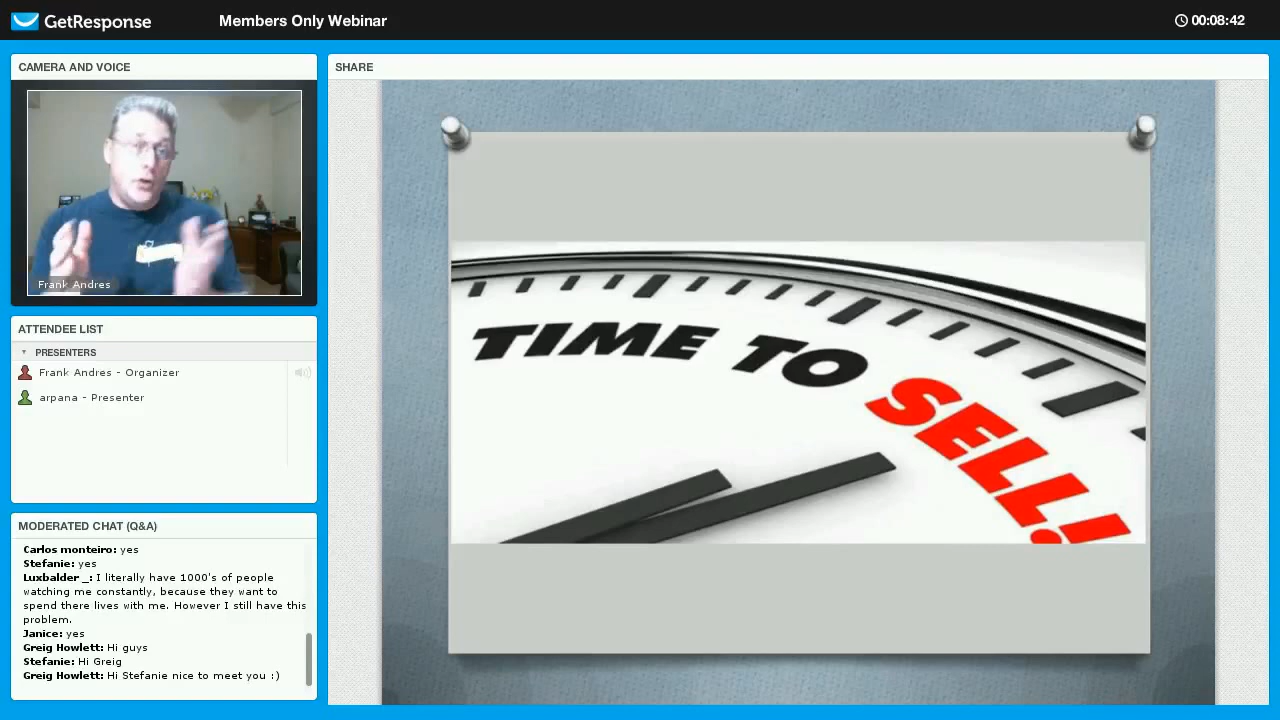 GetResponse
Members Only Webinar
00:08:42
CAMERA AND VOICE
Frank Andres
ATTENDEE LIST
PRESENTERS
Frank Andres - Organizer
arpana - Presenter
MODERATED CHAT (Q&A)
Carlos monteiro: yes
Stefanie: yes
Luxbalder _: I literally have 1000's of people
watching me constantly, because they want to
spend there lives with me. However I still have this
problem.
Janice: yes
Greig Howlett: Hi guys
Stefanie: Hi Greig
Greig Howlett: Hi Stefanie nice to meet you :)
SHARE
TIME TO SELL!